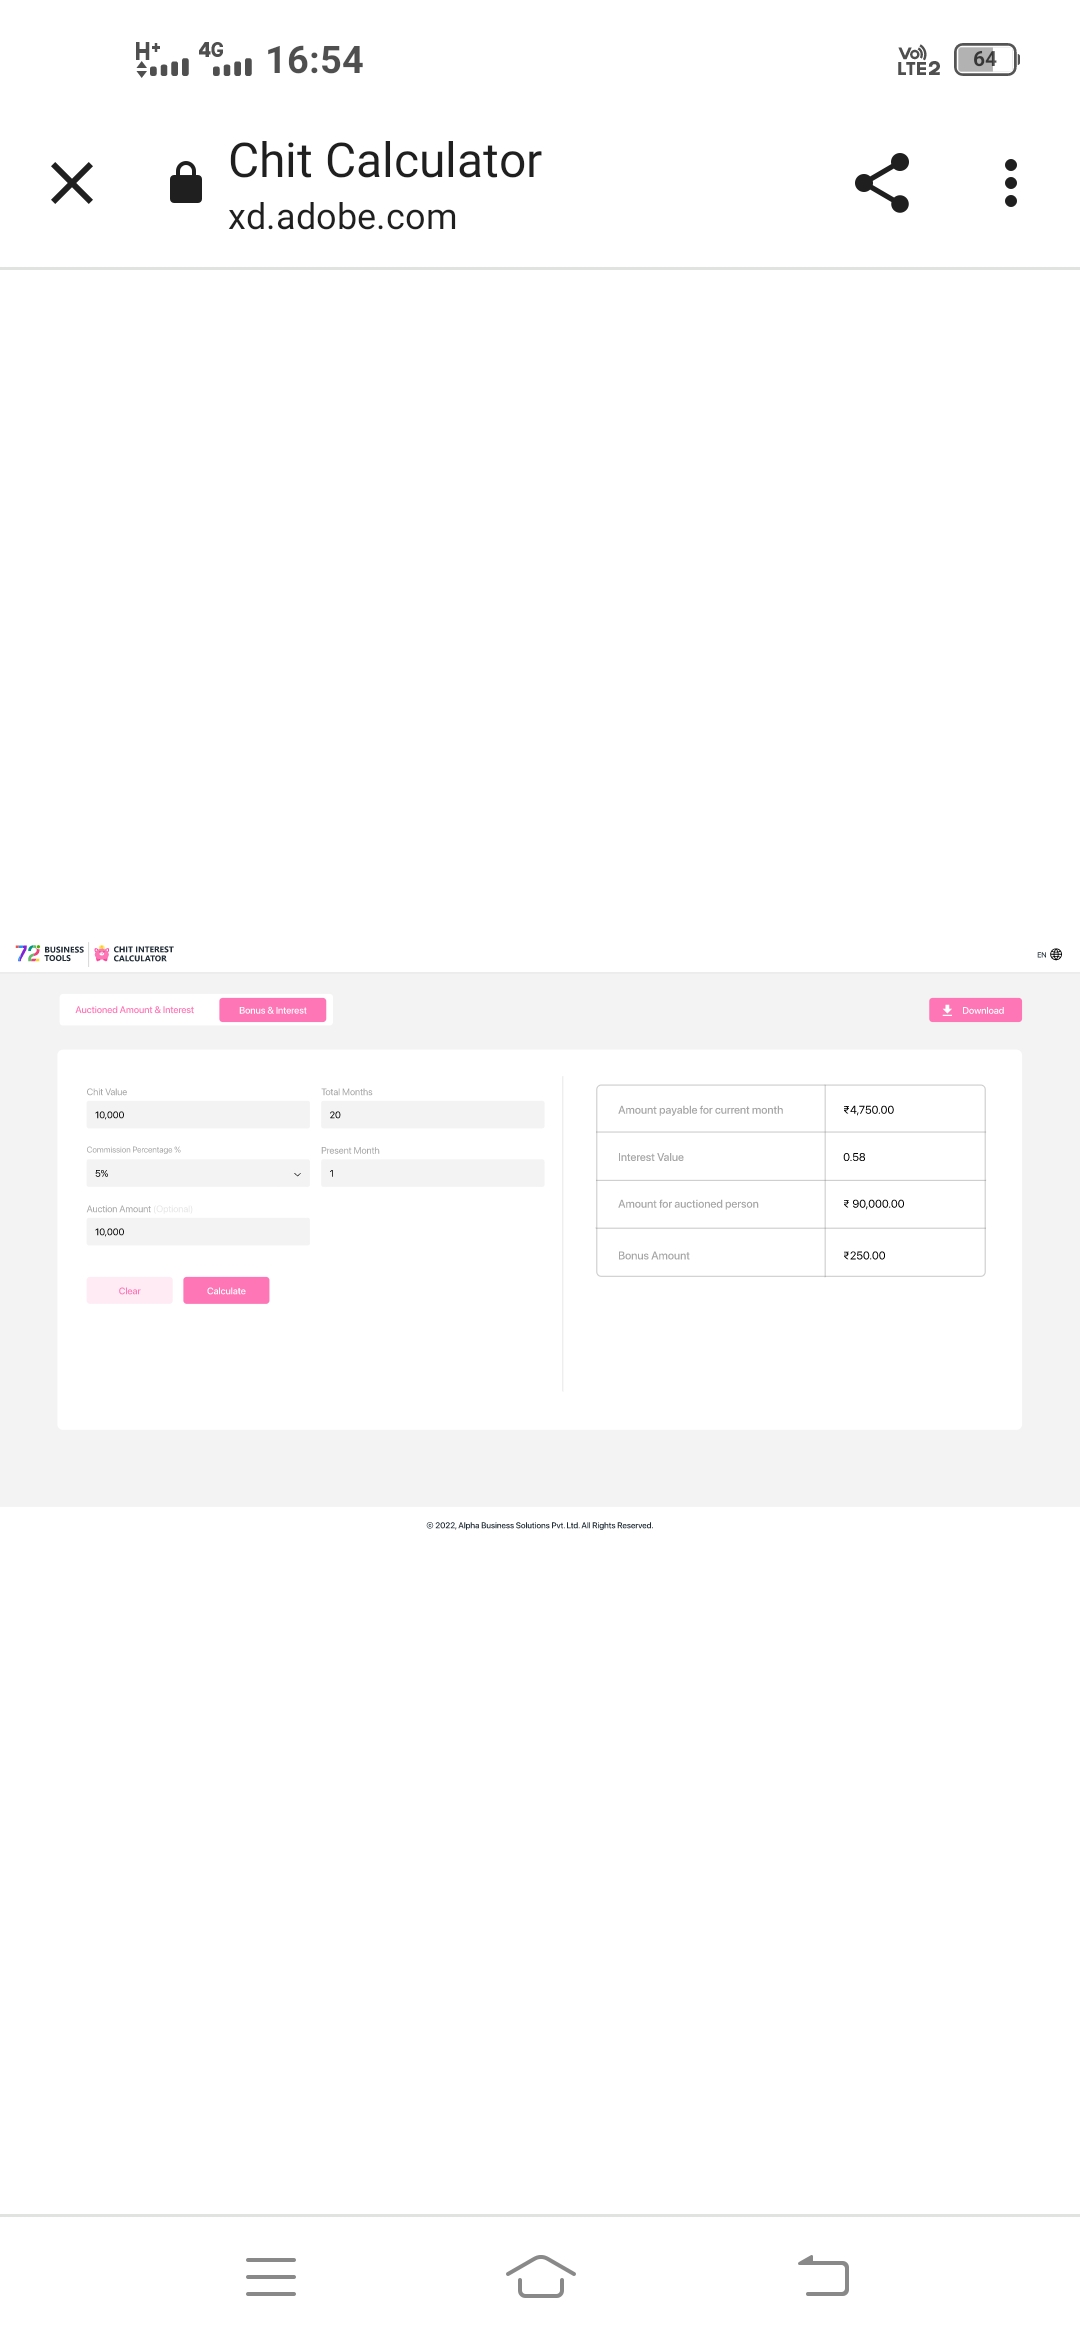 H+ 4G 16:54 Vo)) LTE2 64
Chit Calculator
xd.adobe.com
72 BUSINESS TOOLS CHIT INTEREST CALCULATOR EN
Auctioned Amount & Interest Bonus & Interest Download
Chit Value Total Months
10,000 20
Commission Percentage % Present Month
5% 1
Auction Amount (Optional)
10,000
Clear Calculate
Amount payable for current month ₹4,750.00
Interest Value 0.58
Amount for auctioned person ₹ 90,000.00
Bonus Amount ₹250.00
© 2022, Alpha Business Solutions Pvt. Ltd. All Rights Reserved.